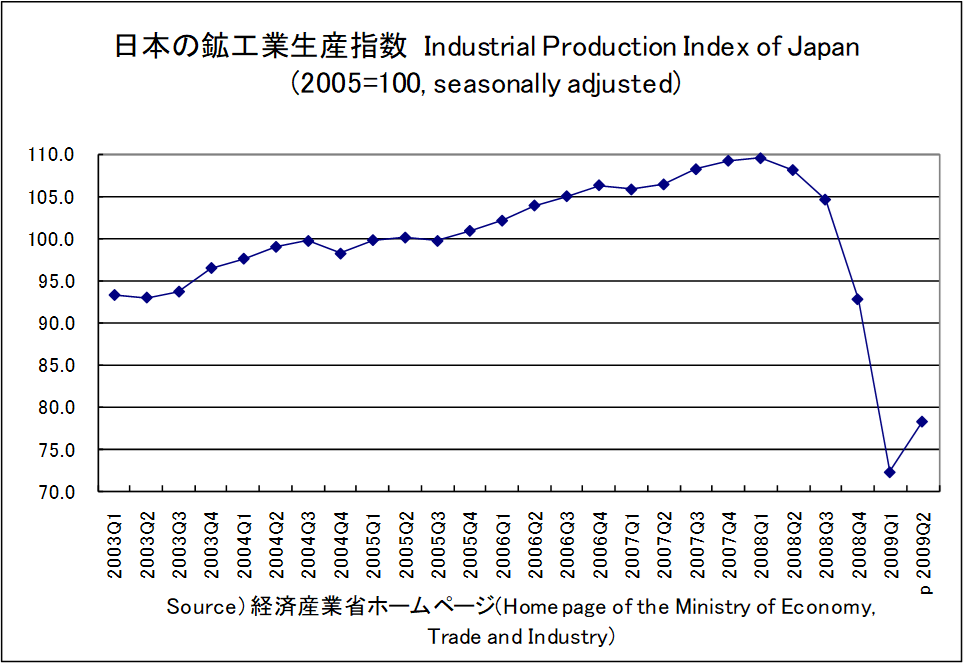 日本の鉱工業生産指数 Industrial Production Index of Japan
(2005=100, seasonally adjusted)
110.0
105.0
100.0
95.0
90.0
85.0
80.0
75.0
70.0
2003Q1
2003Q2
2003Q3
2003Q4
2004Q1
2004Q2
2004Q3
2004Q4
2005Q1
2005Q2
2005Q3
2005Q4
2006Q1
2006Q2
2006Q3
2006Q4
2007Q1
2007Q2
2007Q3
2007Q4
2008Q1
2008Q2
2008Q3
2008Q4
2009Q1
p 2009Q2
Source) 経済産業省ホームページ(Home page of the Ministry of Economy,
Trade and Industry)